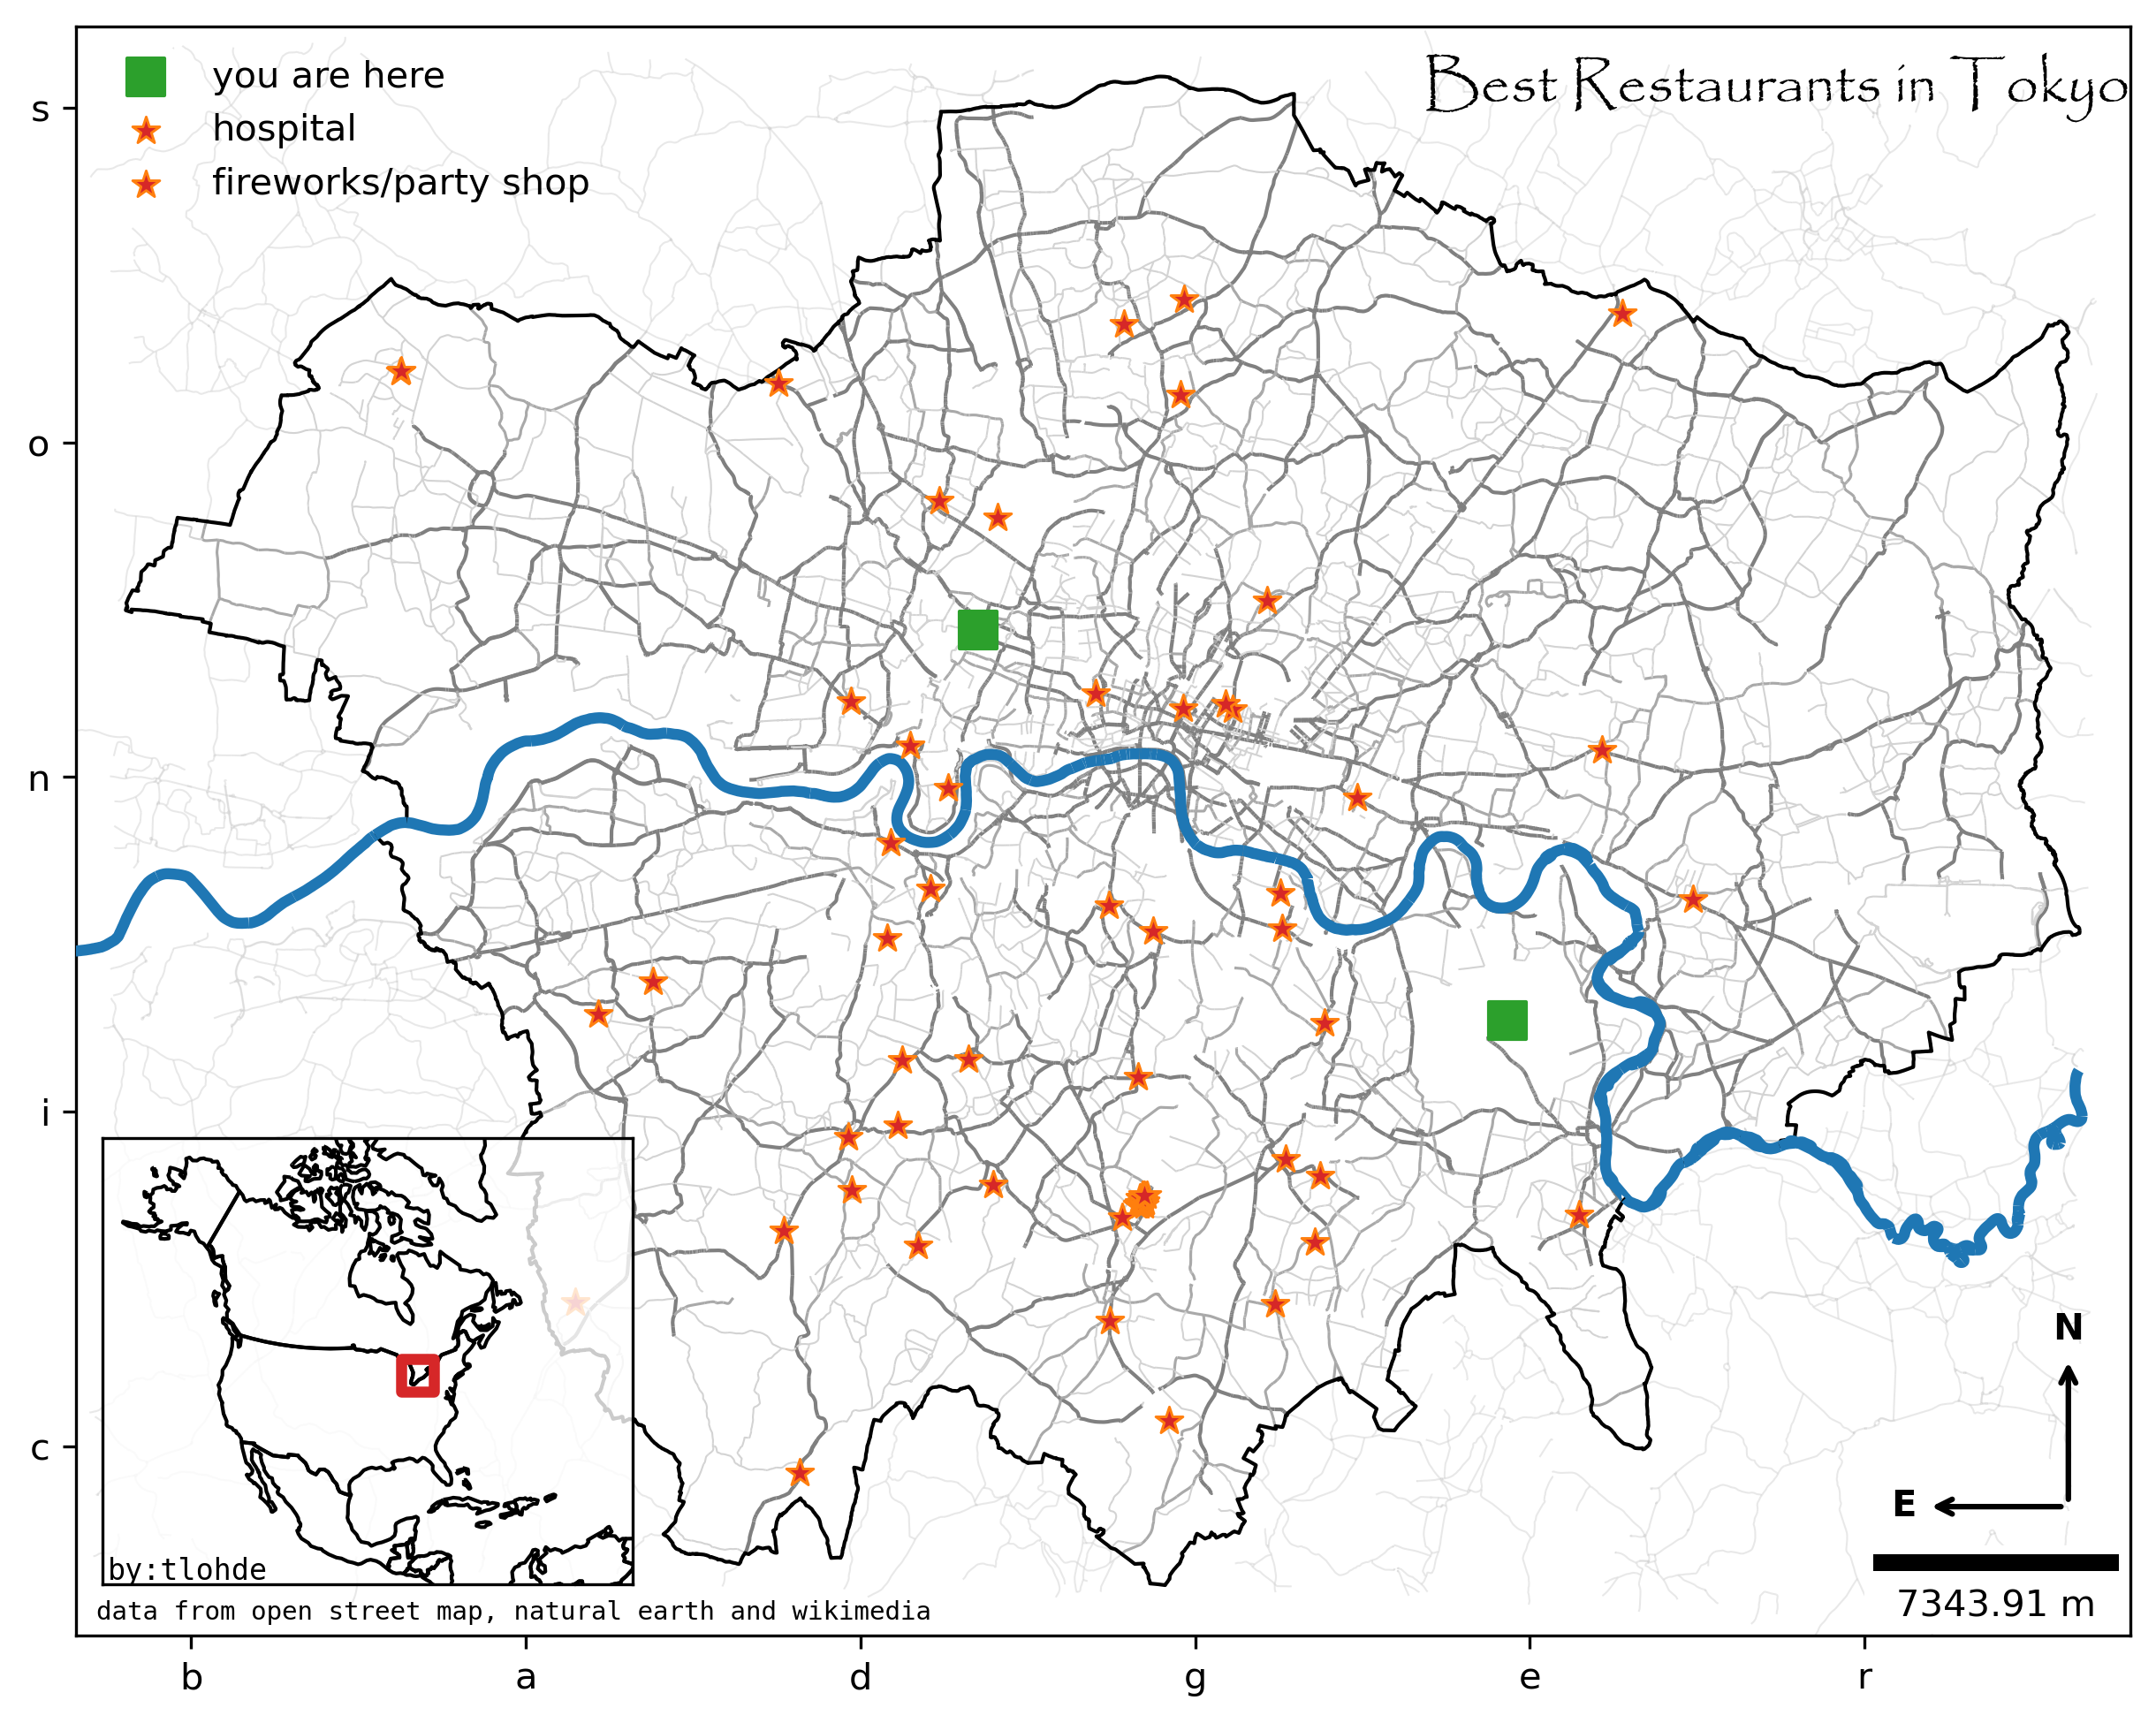 Best Restaurants in Tokyo
you are here
hospital
fireworks/party shop
s
o
n
i
c
N
E
7343.91 m
by:tlohde
data from open street map, natural earth and wikimedia
b a d g e r